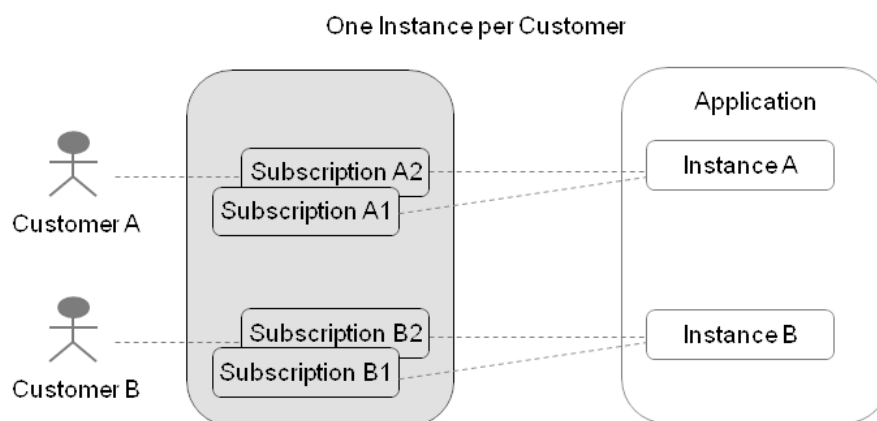 One Instance per Customer
Application
Subscription A2
Instance A
Subscription A1
Customer A
Subscription B2
Instance B
Subscription B1
Customer B